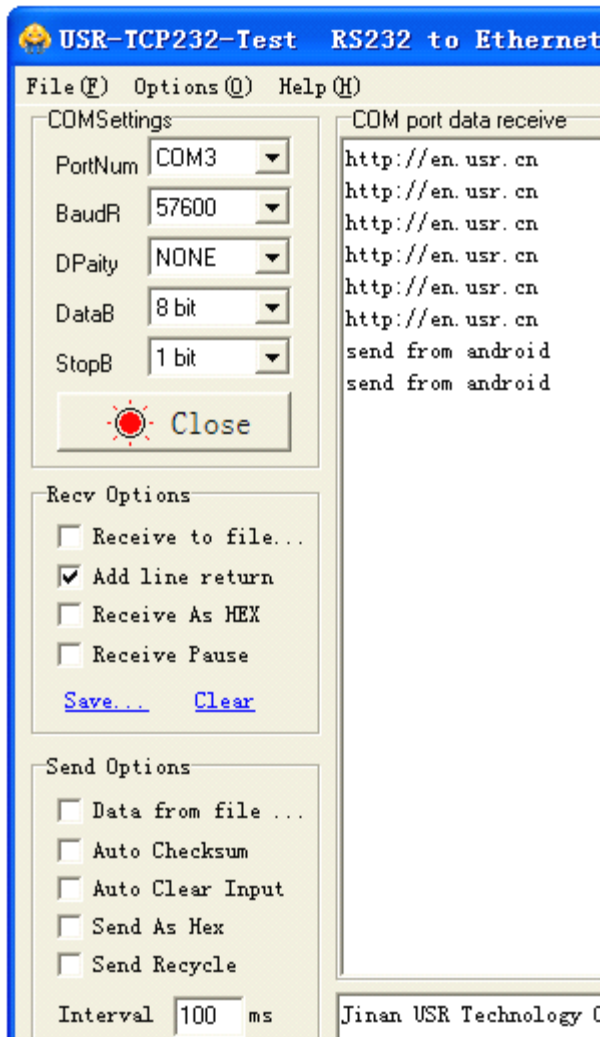 USR-TCP232-Test RS232 to Ethernet
File(F) Options(O) Help(H)
COMSettings
PortNum COM3
BaudR 57600
DPaity NONE
DataB 8 bit
StopB 1 bit
Close
Recv Options
Receive to file...
Add line return
Receive As HEX
Receive Pause
Save... Clear
Send Options
Data from file ...
Auto Checksum
Auto Clear Input
Send As Hex
Send Recycle
Interval 100 ms
COM port data receive
http://en.usr.cn
http://en.usr.cn
http://en.usr.cn
http://en.usr.cn
http://en.usr.cn
http://en.usr.cn
send from android
send from android
Jinan USR Technology